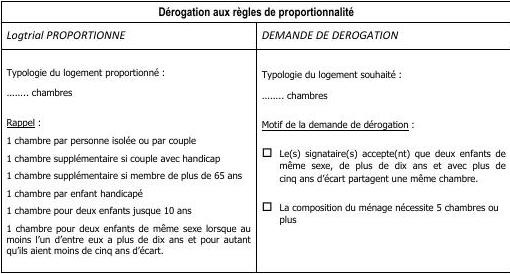 Dérogation aux règles de proportionnalité
Logtrial PROPORTIONNE
Typologie du logement proportionné :
…….. chambres
Rappel :
1 chambre par personne isolée ou par couple
1 chambre supplémentaire si couple avec handicap
1 chambre supplémentaire si membre de plus de 65 ans
1 chambre par enfant handicapé
1 chambre pour deux enfants jusque 10 ans
1 chambre pour deux enfants de même sexe lorsque au
moins l'un d'entre eux a plus de dix ans et pour autant
qu'ils aient moins de cinq ans d'écart.
DEMANDE DE DEROGATION
Typologie du logement souhaité :
…….. chambres
Motif de la demande de dérogation :
☐ Le(s) signataire(s) accepte(nt) que deux enfants de
même sexe, de plus de dix ans et avec plus de
cinq ans d'écart partagent une même chambre.
☐ La composition du ménage nécessite 5 chambres ou
plus